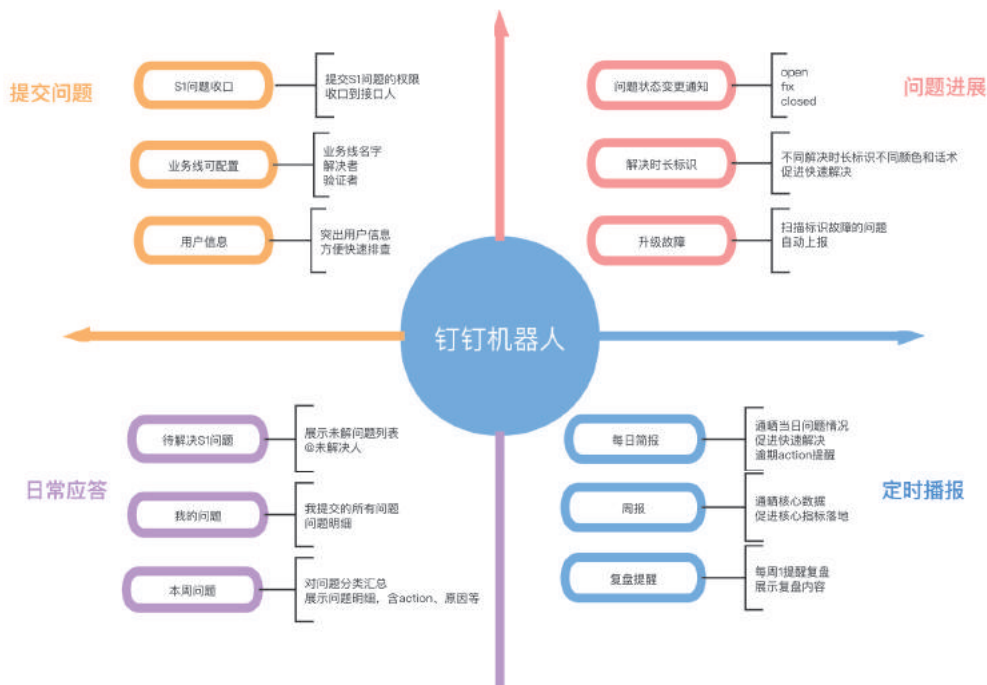 提交问题
S1问题收口
提交S1问题的权限
收口到接口人
业务线可配置
业务线名字
解决者
验证者
用户信息
突出用户信息
方便快速排查
问题进展
问题状态变更通知
open
fix
closed
解决时长标识
不同解决时长标识不同颜色和话术
促进快速解决
升级故障
扫描标识故障的问题
自动上报
钉钉机器人
日常应答
待解决S1问题
展示未解问题列表
@未解决人
我的问题
我提交的所有问题
问题明细
本周问题
对问题分类汇总
展示问题明细，含action、原因等
定时播报
每日简报
通晒当日问题情况
促进快速解决
逾期action提醒
周报
通晒核心数据
促进核心指标落地
复盘提醒
每周1提醒复盘
展示复盘内容